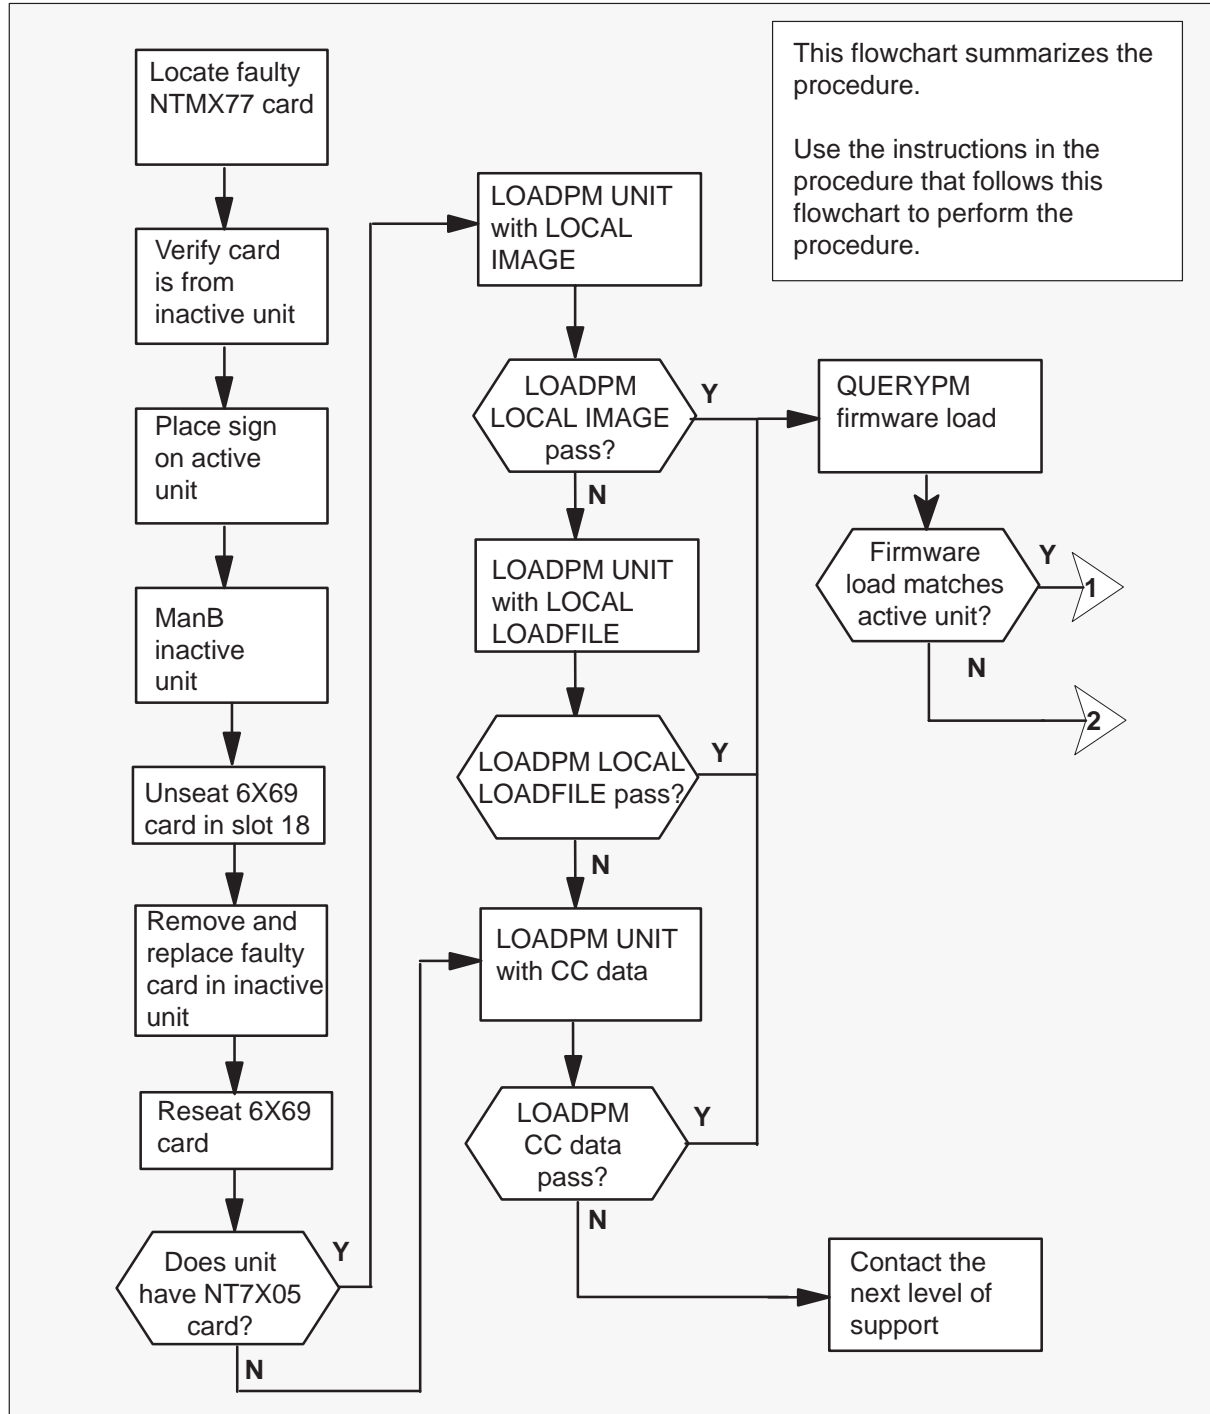 Locate faulty
NTMX77 card
Verify card
is from
inactive unit
Place sign
on active
unit
ManB
inactive
unit
Unseat 6X69
card in slot 18
Remove and
replace faulty
card in inactive
unit
Reseat 6X69
card
Does unit
have NT7X05
card?
Y
N
LOADPM UNIT
with LOCAL
IMAGE
LOADPM
LOCAL IMAGE
pass?
Y
N
LOADPM UNIT
with LOCAL
LOADFILE
LOADPM LOCAL
LOADFILE pass?
Y
N
LOADPM UNIT
with CC data
LOADPM
CC data
pass?
Y
N
This flowchart summarizes the
procedure.
Use the instructions in the
procedure that follows this
flowchart to perform the
procedure.
QUERYPM
firmware load
Firmware
load matches
active unit?
Y
1
N
2
Contact the
next level of
support